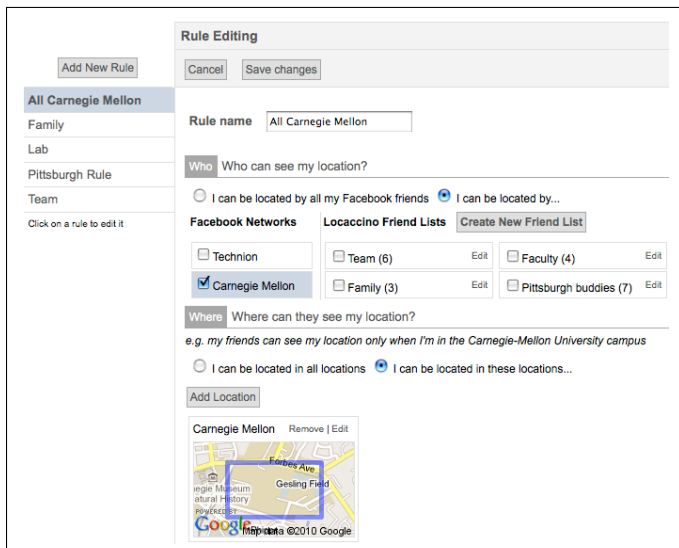 Rule Editing
Add New Rule
Cancel Save changes
All Carnegie Mellon
Family
Lab
Pittsburgh Rule
Team
Click on a rule to edit it
Rule name All Carnegie Mellon
Who Who can see my location?
I can be located by all my Facebook friends I can be located by...
Facebook Networks Locaccino Friend Lists Create New Friend List
Technion Team (6) Edit Faculty (4) Edit
Carnegie Mellon Family (3) Edit Pittsburgh buddies (7) Edit
Where Where can they see my location?
e.g. my friends can see my location only when I'm in the Carnegie-Mellon University campus
I can be located in all locations I can be located in these locations...
Add Location
Carnegie Mellon Remove | Edit
Forbes Ave
Gesling Field
negie Museum
atural History
POWERED BY
Google
Map data ©2010 Google